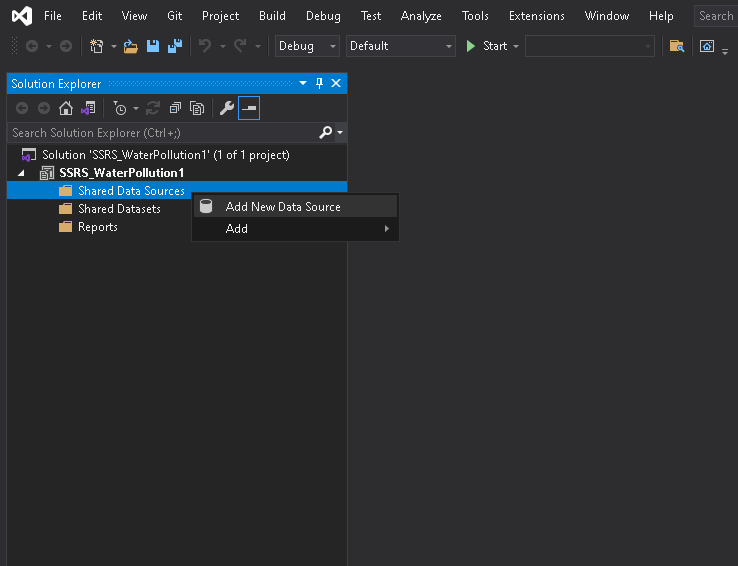 File Edit View Git Project Build Debug Test Analyze Tools Extensions Window Help Search
Debug Default Start
Solution Explorer
Search Solution Explorer (Ctrl+;)
Solution 'SSRS_WaterPollution1' (1 of 1 project)
SSRS_WaterPollution1
Shared Data Sources
Add New Data Source
Shared Datasets
Add
Reports